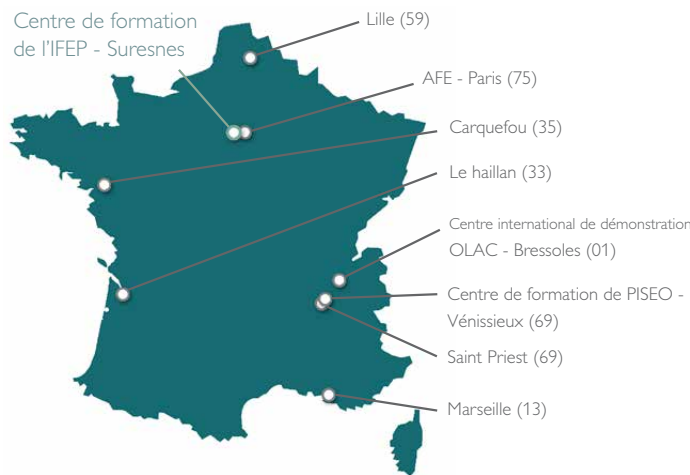 Centre de formation
de l'IFEP - Suresnes
Lille (59)
AFE - Paris (75)
Carquefou (35)
Le haillan (33)
Centre international de démonstration
OLAC - Bressoles (01)
Centre de formation de PISEO -
Vénissieux (69)
Saint Priest (69)
Marseille (13)